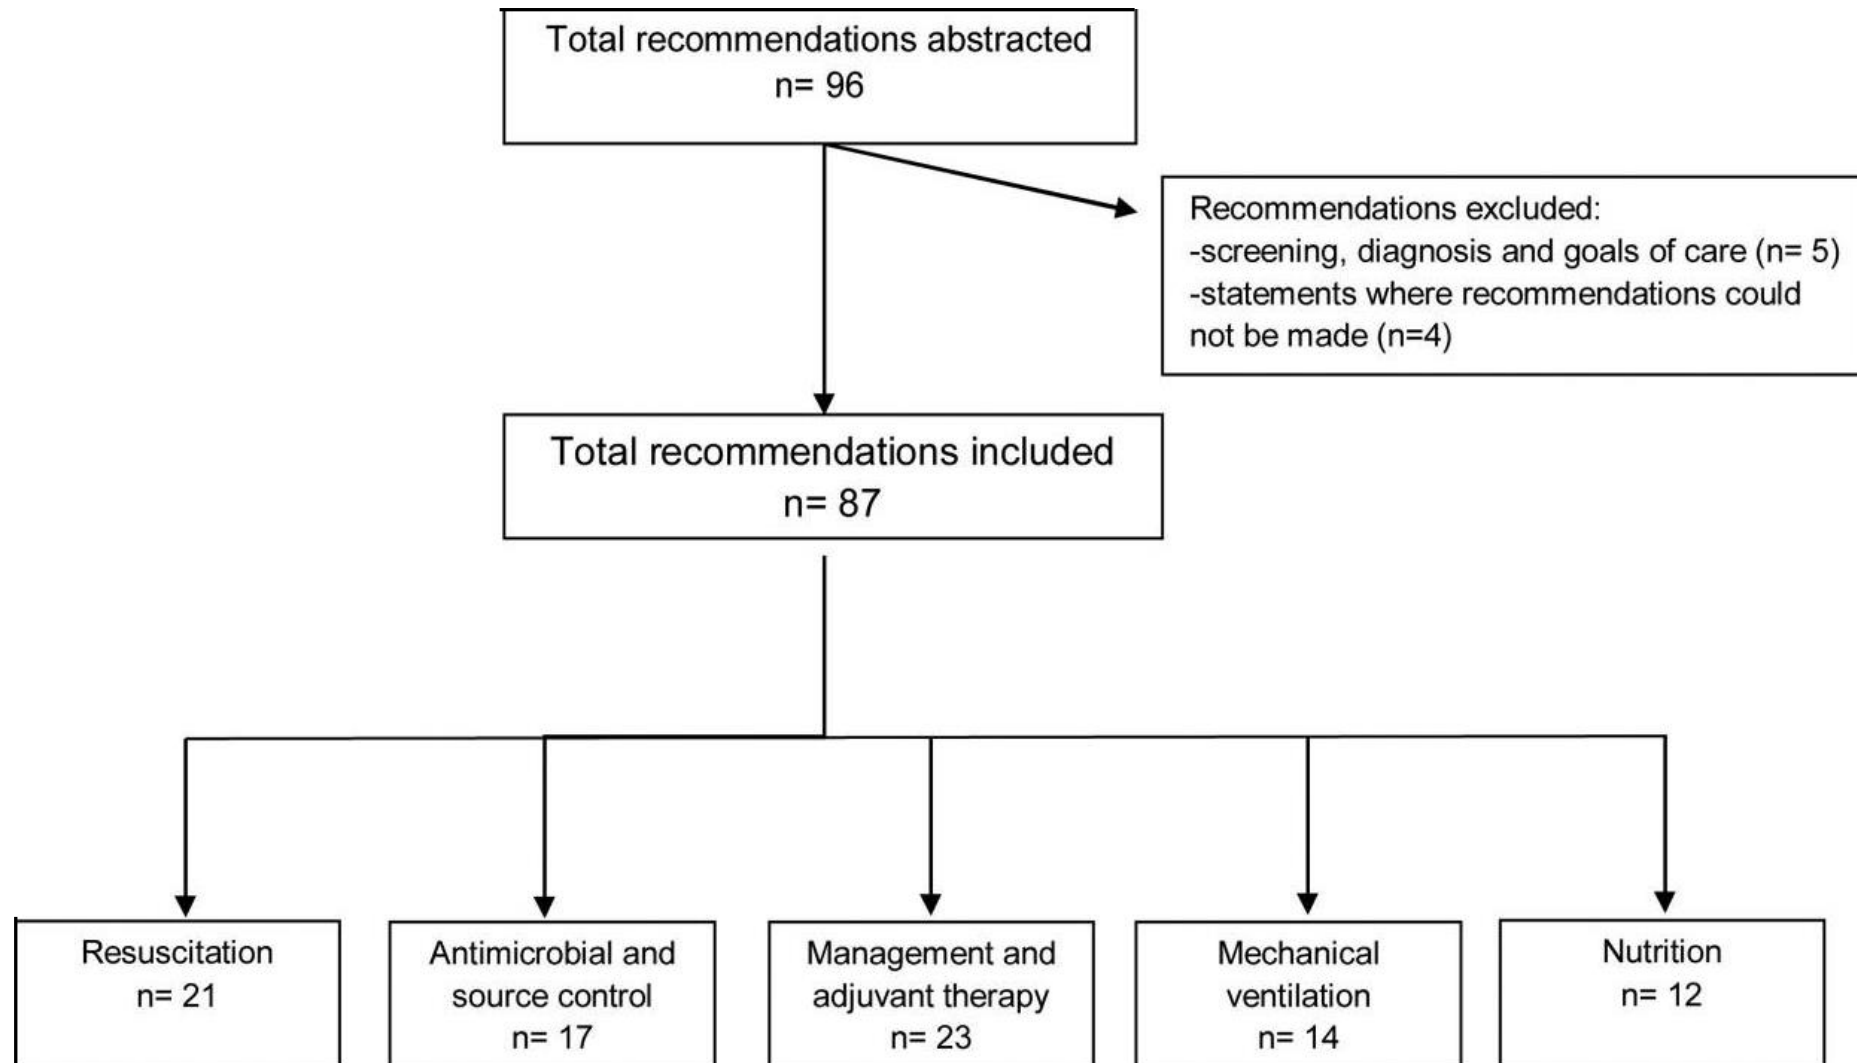 Total recommendations abstracted
n= 96
Recommendations excluded:
-screening, diagnosis and goals of care (n= 5)
-statements where recommendations could
not be made (n=4)
Total recommendations included
n= 87
Resuscitation
n= 21
Antimicrobial and
source control
n= 17
Management and
adjuvant therapy
n= 23
Mechanical
ventilation
n= 14
Nutrition
n= 12